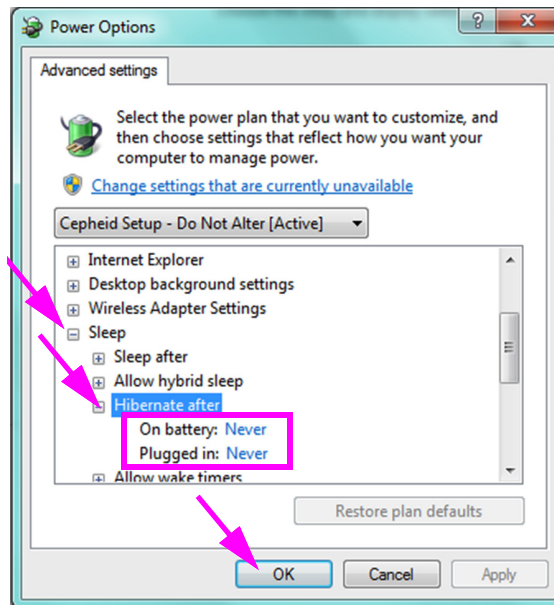 Power Options
Advanced settings
Select the power plan that you want to customize, and
then choose settings that reflect how you want your
computer to manage power.
Change settings that are currently unavailable
Cepheid Setup - Do Not Alter [Active]
Internet Explorer
Desktop background settings
Wireless Adapter Settings
Sleep
Sleep after
Allow hybrid sleep
Hibernate after
On battery: Never
Plugged in: Never
Allow wake timers
Restore plan defaults
OK Cancel Apply